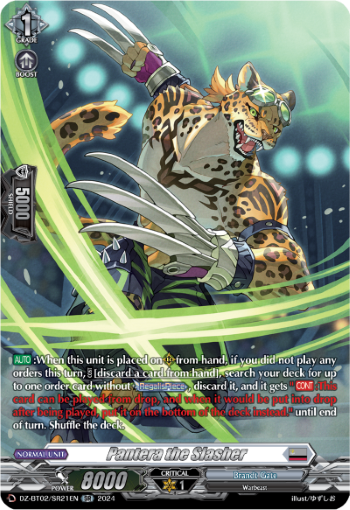 1
GRADE
BOOST
5000
SHIELD
AUTO:When this unit is placed on R from hand, if you did not play any
orders this turn, COST [discard a card from hand], search your deck for up
to one order card without RegalisPiece, discard it, and it gets "CONT:This
card can be played from drop, and when it would be put into drop
after being played, put it on the bottom of the deck instead." until end
of turn. Shuffle the deck.
NORMAL UNIT
Pantera the Slasher
POWER 8000
CRITICAL
1
Brandt Gate
Warbeast
DZ-BT02/SR21EN SR 2024
illust/ゆずしお